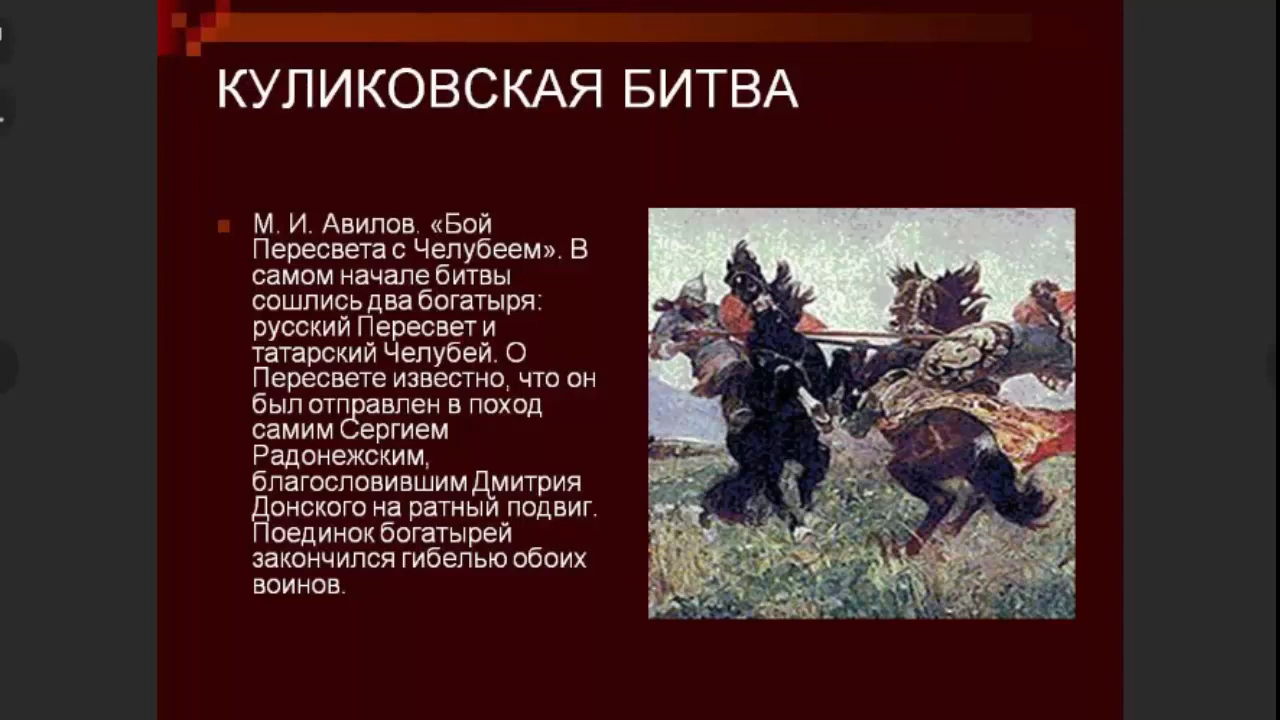 КУЛИКОВСКАЯ БИТВА
М. И. Авилов. «Бой
Пересвета с Челубеем». В
самом начале битвы
сошлись два богатыря:
русский Пересвет и
татарский Челубей. О
Пересвете известно, что он
был отправлен в поход
самим Сергием
Радонежским,
благословившим Дмитрия
Донского на ратный подвиг.
Поединок богатырей
закончился гибелью обоих
воинов.